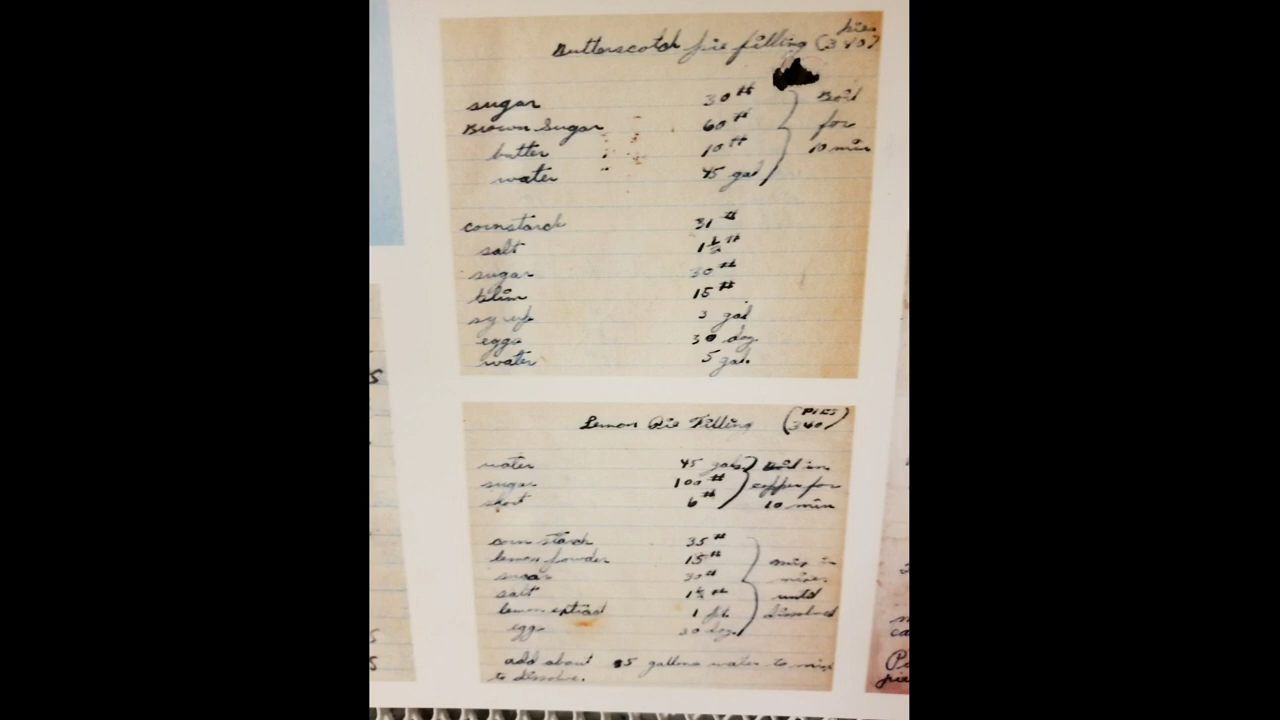 Butterscotch pie filling (340) pies
sugar 30 #
Brown Sugar 60 #
butter 10 #
water 45 gal
Boil
for
10 min
cornstarch 31 #
salt 1 1/2 #
sugar 30 #
klim 15 #
syrup 3 gal
eggs 30 doz.
water 5 gal.
Lemon Pie Filling (PIES 340)
water 45 gals
sugar 100 #
short 6 #
Boil in
copper for
10 min
corn starch 35 #
lemon powder 15 #
sugar 30 #
salt 1 1/2 #
lemon extract 1 pt.
eggs 30 doz.
mix in
mixer
until
dissolved
add about 5 gallons water to mix
to dissolve.